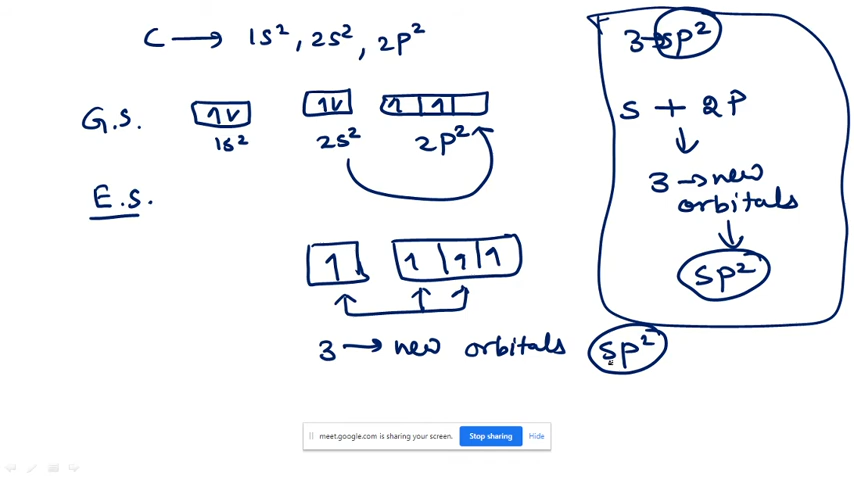 C → 1s², 2s², 2p²
G.S.
1s²
2s²
2p²
E.S.
3 → new orbitals sp²
3 → sp²
s + 2p
↓
3 → new
orbitals
↓
sp²
meet.google.com is sharing your screen. Stop sharing Hide